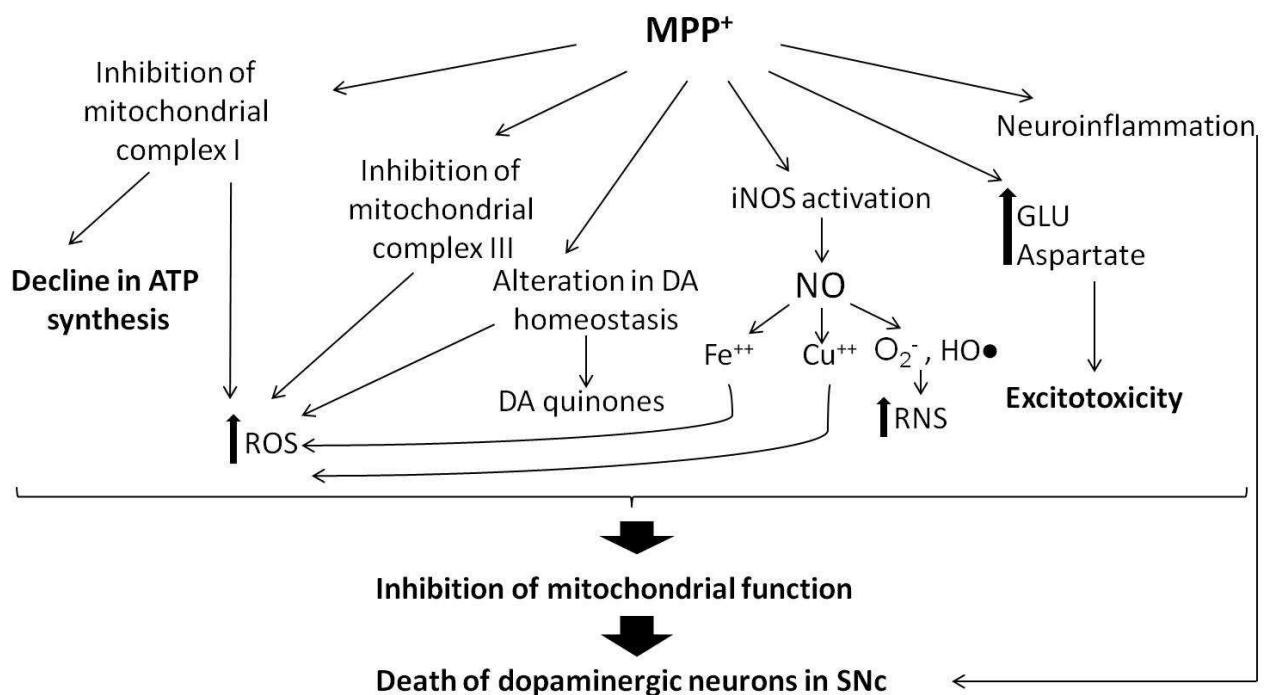 MPP⁺
Inhibition of
mitochondrial
complex I
Neuroinflammation
Inhibition of
mitochondrial
complex III
iNOS activation
GLU
Aspartate
Decline in ATP
synthesis
Alteration in DA
homeostasis
NO
Fe⁺⁺
Cu⁺⁺
O₂⁻ , HO●
DA quinones
Excitotoxicity
RNS
ROS
Inhibition of mitochondrial function
Death of dopaminergic neurons in SNc